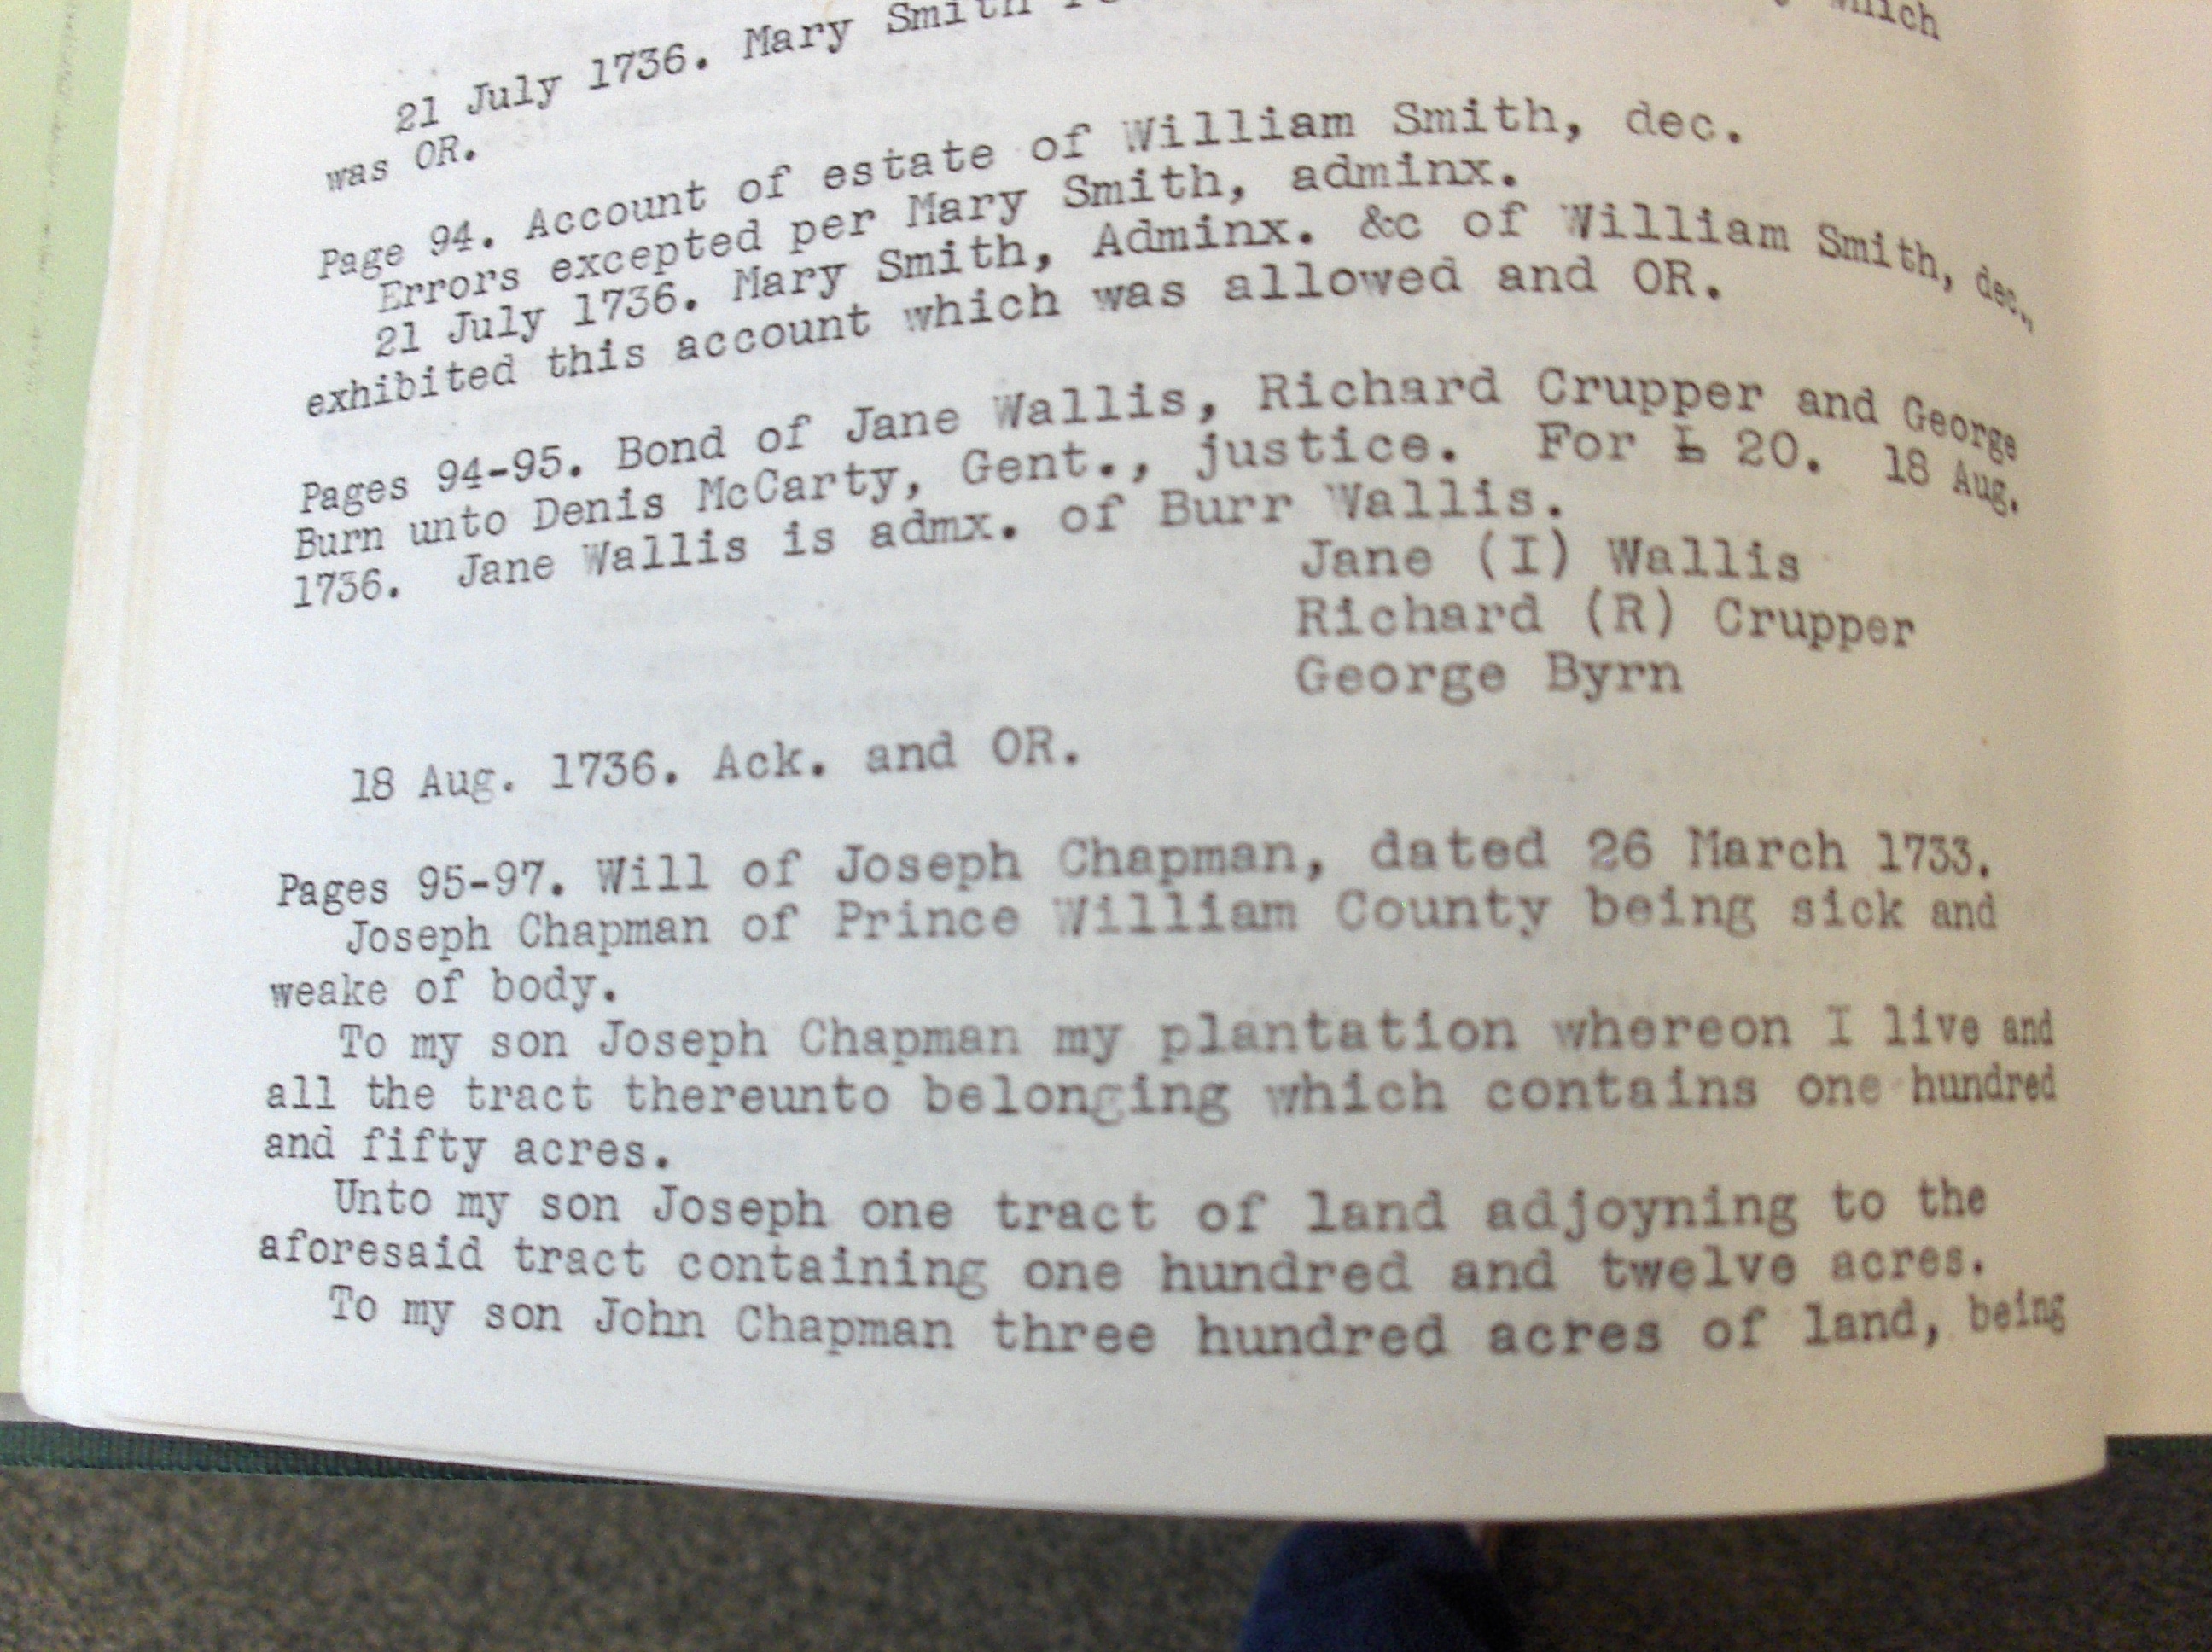 21 July 1736. Mary Smith which
was OR.
Page 94. Account of estate of William Smith, dec.
Errors excepted per Mary Smith, adminx.
21 July 1736. Mary Smith, Adminx. &c of William Smith, dec.,
exhibited this account which was allowed and OR.
Pages 94-95. Bond of Jane Wallis, Richard Crupper and George
Burn unto Denis McCarty, Gent., justice. For £ 20. 18 Aug.
1736. Jane Wallis is admx. of Burr Wallis.
Jane (I) Wallis
Richard (R) Crupper
George Byrn
18 Aug. 1736. Ack. and OR.
Pages 95-97. Will of Joseph Chapman, dated 26 March 1733.
Joseph Chapman of Prince William County being sick and
weake of body.
To my son Joseph Chapman my plantation whereon I live and
all the tract thereunto belonging which contains one hundred
and fifty acres.
Unto my son Joseph one tract of land adjoyning to the
aforesaid tract containing one hundred and twelve acres.
To my son John Chapman three hundred acres of land, being